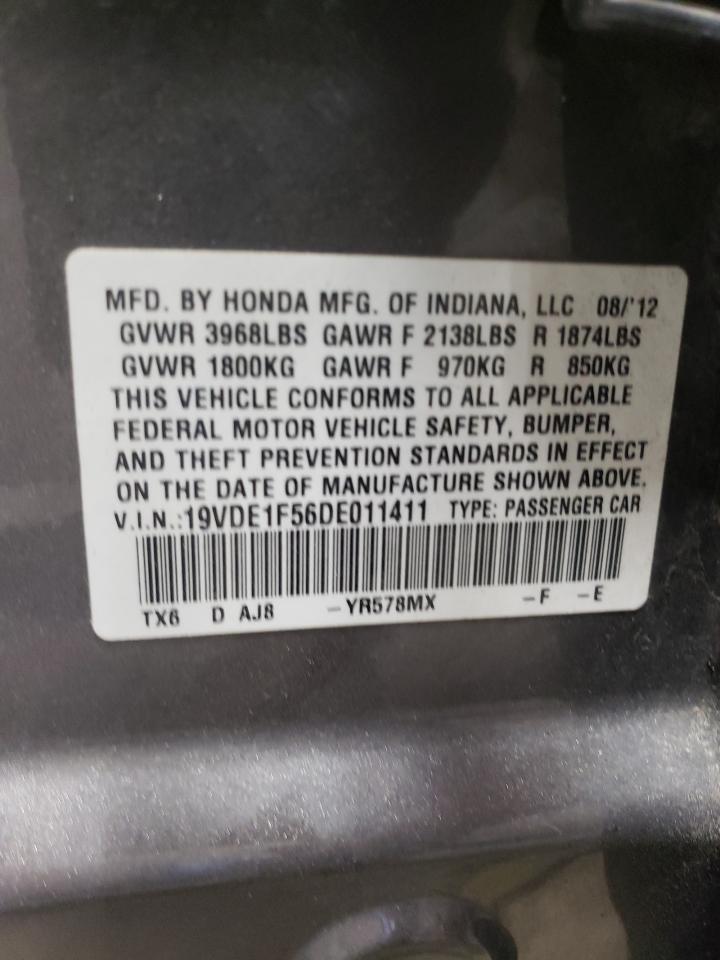 MFD. BY HONDA MFG. OF INDIANA, LLC 08/'12
GVWR 3968LBS GAWR F 2138LBS R 1874LBS
GVWR 1800KG GAWR F 970KG R 850KG
THIS VEHICLE CONFORMS TO ALL APPLICABLE
FEDERAL MOTOR VEHICLE SAFETY, BUMPER,
AND THEFT PREVENTION STANDARDS IN EFFECT
ON THE DATE OF MANUFACTURE SHOWN ABOVE.
V.I.N.:19VDE1F56DE011411 TYPE: PASSENGER CAR
TX6 D AJ8 -YR578MX -F -E